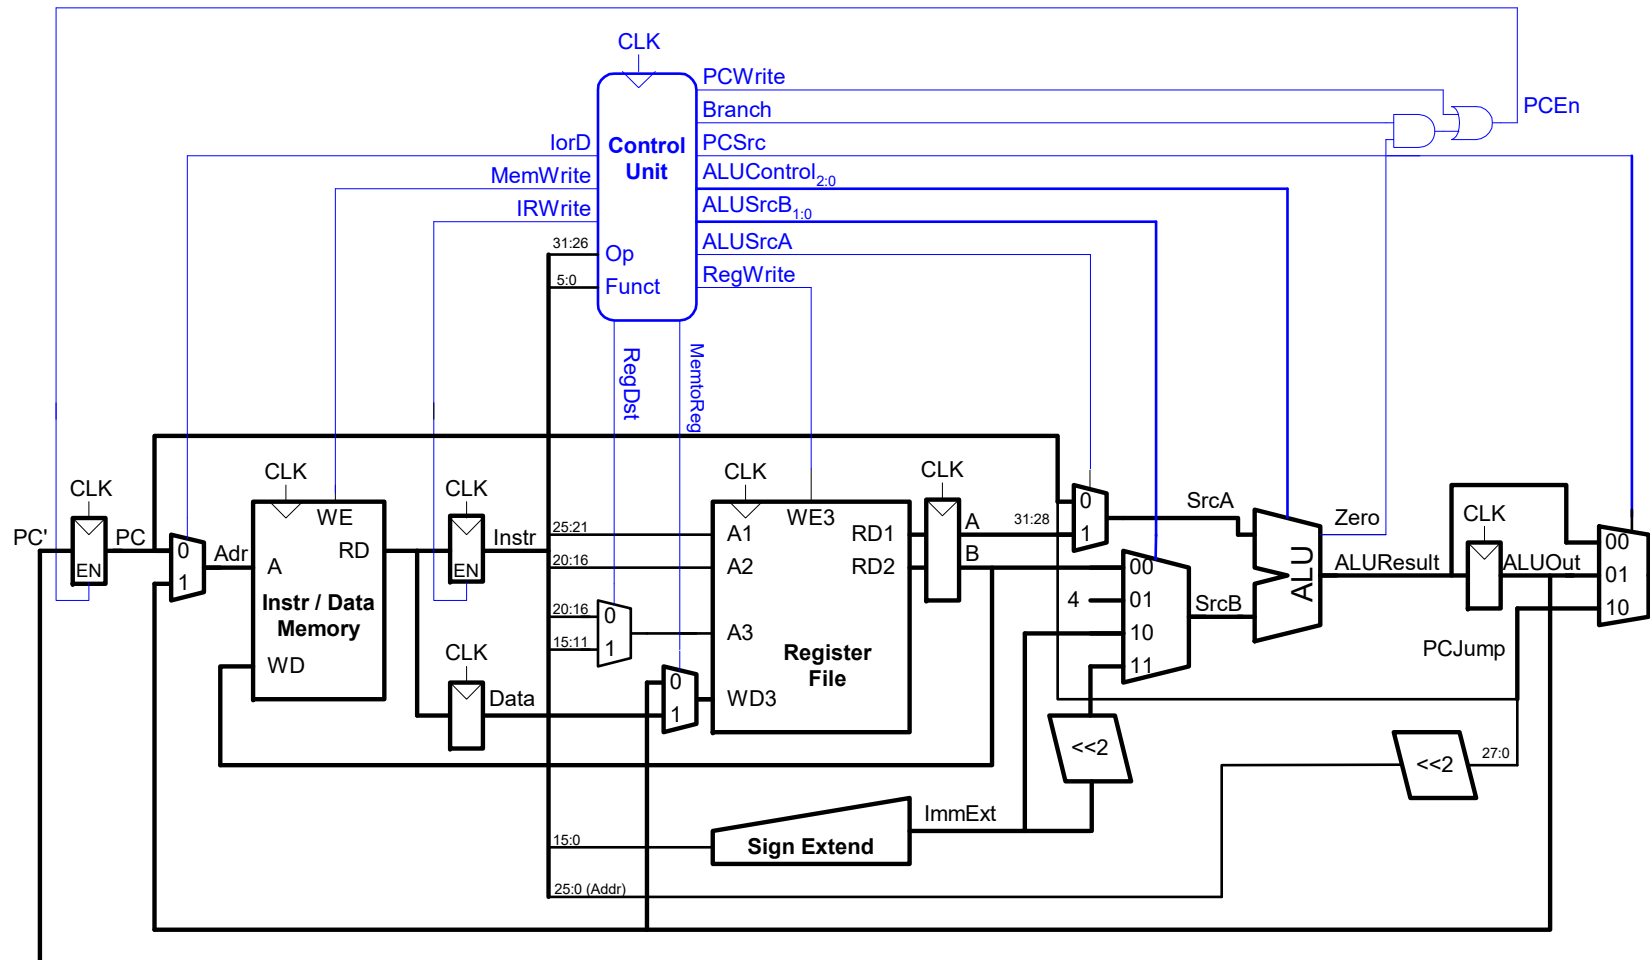 CLK
PCWrite
Branch
PCEn
IorD
Control
Unit
PCSrc
MemWrite
ALUControl2:0
IRWrite
ALUSrcB1:0
31:26
Op
ALUSrcA
5:0
Funct
RegWrite
RegDst
MemtoReg
CLK
CLK
CLK
CLK
CLK
CLK
PC'
PC
EN
0
1
Adr
WE
RD
A
Instr / Data
Memory
WD
EN
Instr
CLK
Data
25:21
20:16
20:16
15:11
0
1
0
1
A1
A2
A3
WD3
WE3
RD1
RD2
Register
File
A
B
31:28
0
1
4
00
01
10
11
SrcA
SrcB
ALU
Zero
ALUResult
ALUOut
00
01
10
PCJump
<<2
<<2
27:0
ImmExt
15:0
Sign Extend
25:0 (Addr)